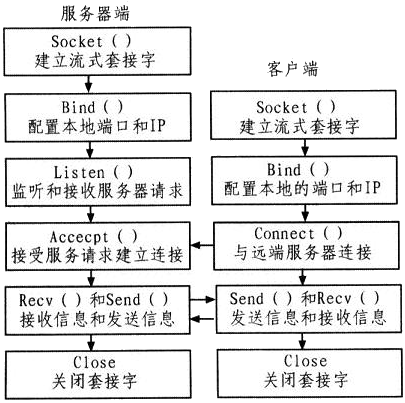 服务器端
Socket()
建立流式套接字
Bind()
配置本地端口和IP
Listen()
监听和接收服务器请求
Accecpt()
接受服务请求建立连接
Recv()和Send()
接收信息和发送信息
Close
关闭套接字
客户端
Socket()
建立流式套接字
Bind()
配置本地的端口和IP
Connect()
与远端服务器连接
Send()和Recv()
发送信息和接收信息
Close
关闭套接字